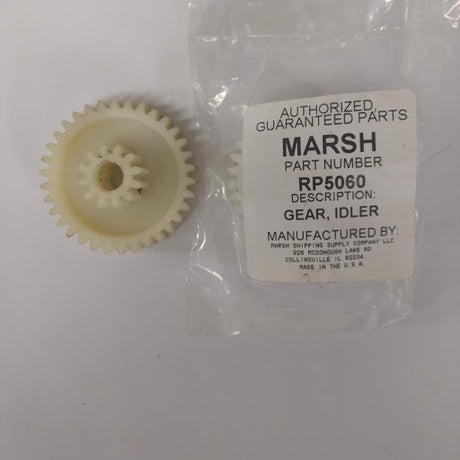 AUTHORIZED,
GUARANTEED PARTS
MARSH
PART NUMBER
RP5060
DESCRIPTION:
GEAR, IDLER
MANUFACTURED BY:
MARSH SHIPPING SUPPLY COMPANY LLC
926 MCDONOUGH LAKE RD
COLLINSVILLE IL 62234.
MADE IN THE U.S.A.